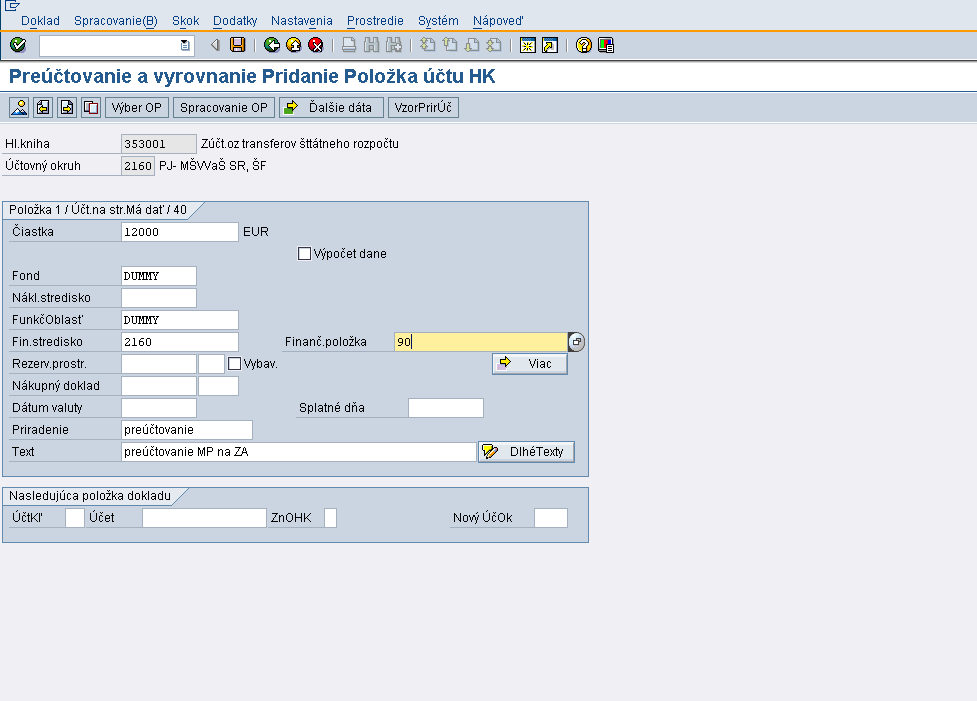 Doklad Spracovanie(B) Skok Dodatky Nastavenia Prostredie Systém Nápoveď
Preúčtovanie a vyrovnanie Pridanie Položka účtu HK
Výber OP Spracovanie OP Ďalšie dáta VzorPrirÚč
Hl.kniha 353001 Zúčt.oz transferov šttátneho rozpočtu
Účtovný okruh 2160 PJ- MŠVVaŠ SR, ŠF
Položka 1 / Účt.na str.Má dať / 40
Čiastka 12000 EUR
Výpočet dane
Fond DUMMY
Nákl.stredisko
FunkčOblasť DUMMY
Fin.stredisko 2160 Finanč.položka 90
Rezerv.prostr. Vybav. Viac
Nákupný doklad
Dátum valuty Splatné dňa
Priradenie preúčtovanie
Text preúčtovanie MP na ZA DlhéTexty
Nasledujúca položka dokladu
ÚčtKľ Účet ZnOHK Nový ÚčOk